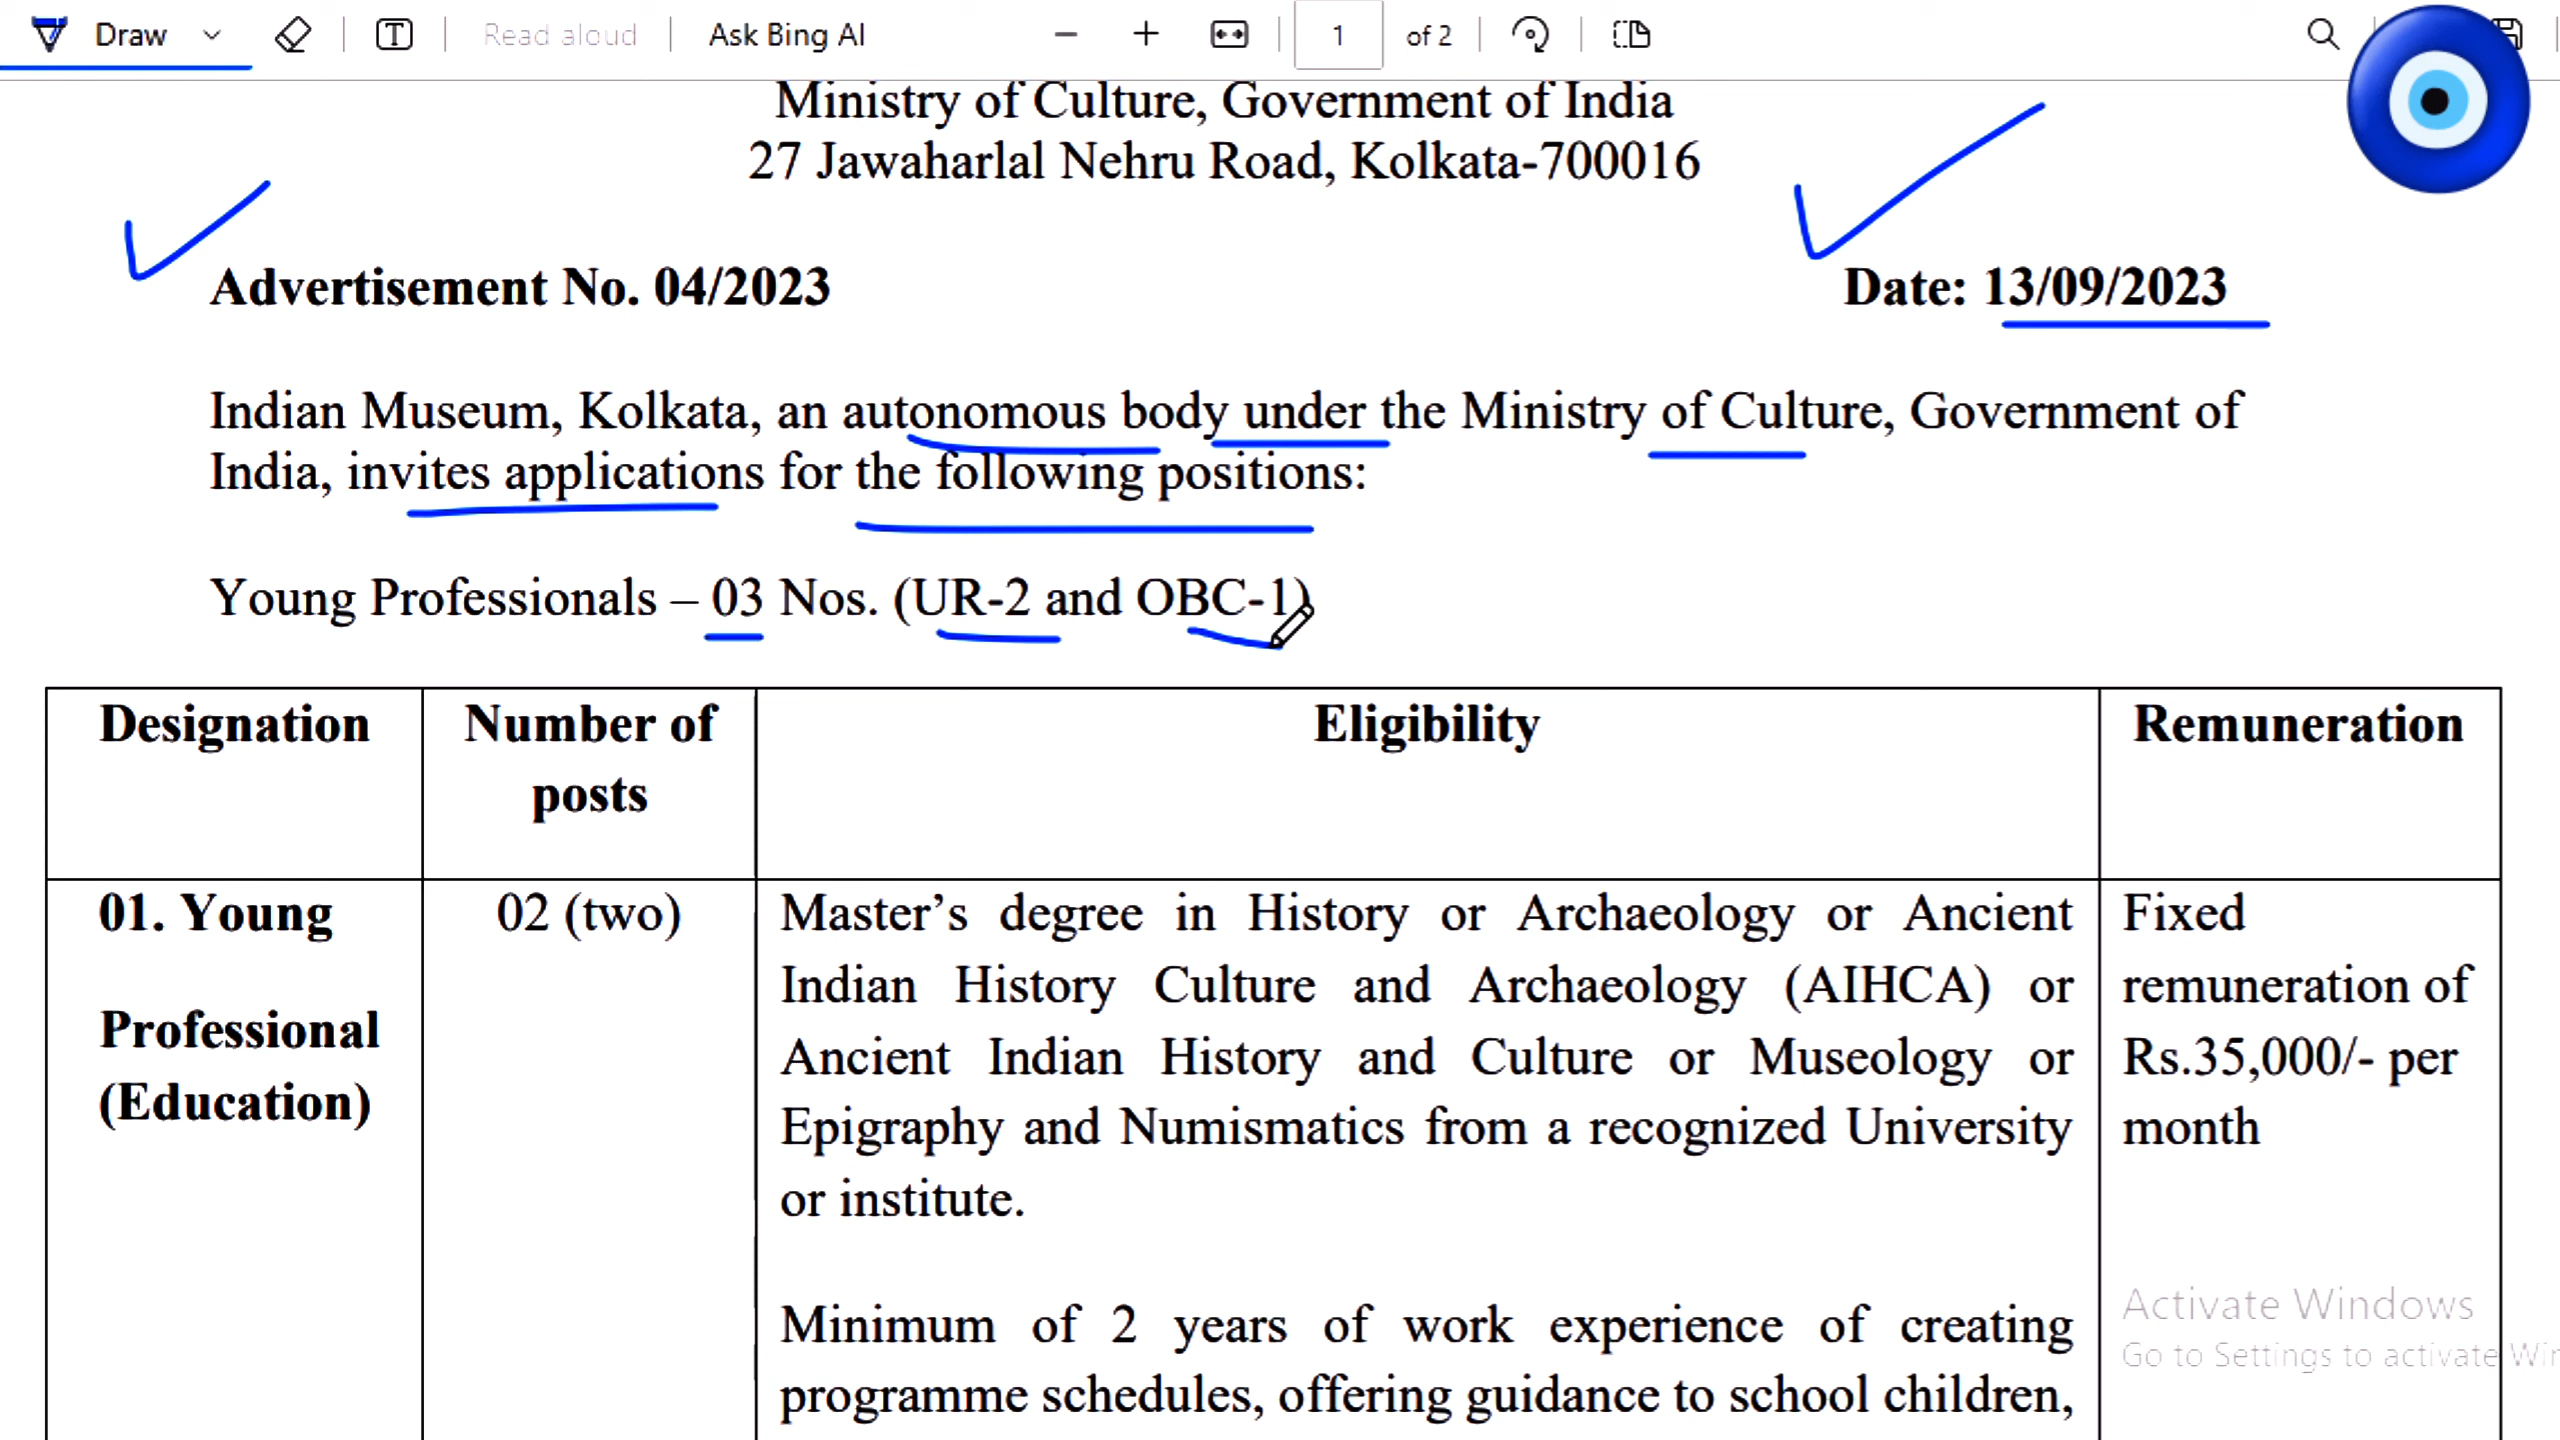 Draw
Read aloud
Ask Bing AI
1
of 2
Ministry of Culture, Government of India
27 Jawaharlal Nehru Road, Kolkata-700016
Advertisement No. 04/2023
Date: 13/09/2023
Indian Museum, Kolkata, an autonomous body under the Ministry of Culture, Government of
India, invites applications for the following positions:
Young Professionals – 03 Nos. (UR-2 and OBC-1)
Designation
Number of
posts
Eligibility
Remuneration
01. Young
Professional
(Education)
02 (two)
Master’s degree in History or Archaeology or Ancient
Indian History Culture and Archaeology (AIHCA) or
Ancient Indian History and Culture or Museology or
Epigraphy and Numismatics from a recognized University
or institute.
Minimum of 2 years of work experience of creating
programme schedules, offering guidance to school children,
Fixed
remuneration of
Rs.35,000/- per
month
Activate Windows
Go to Settings to activate Win